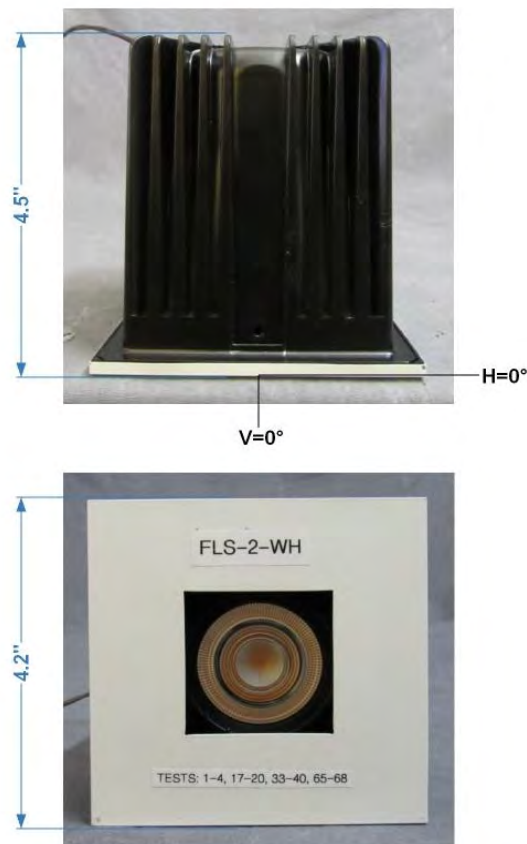 4.5"
H=0°
V=0°
4.2"
FLS-2-WH
TESTS: 1-4, 17-20, 33-40, 65-68